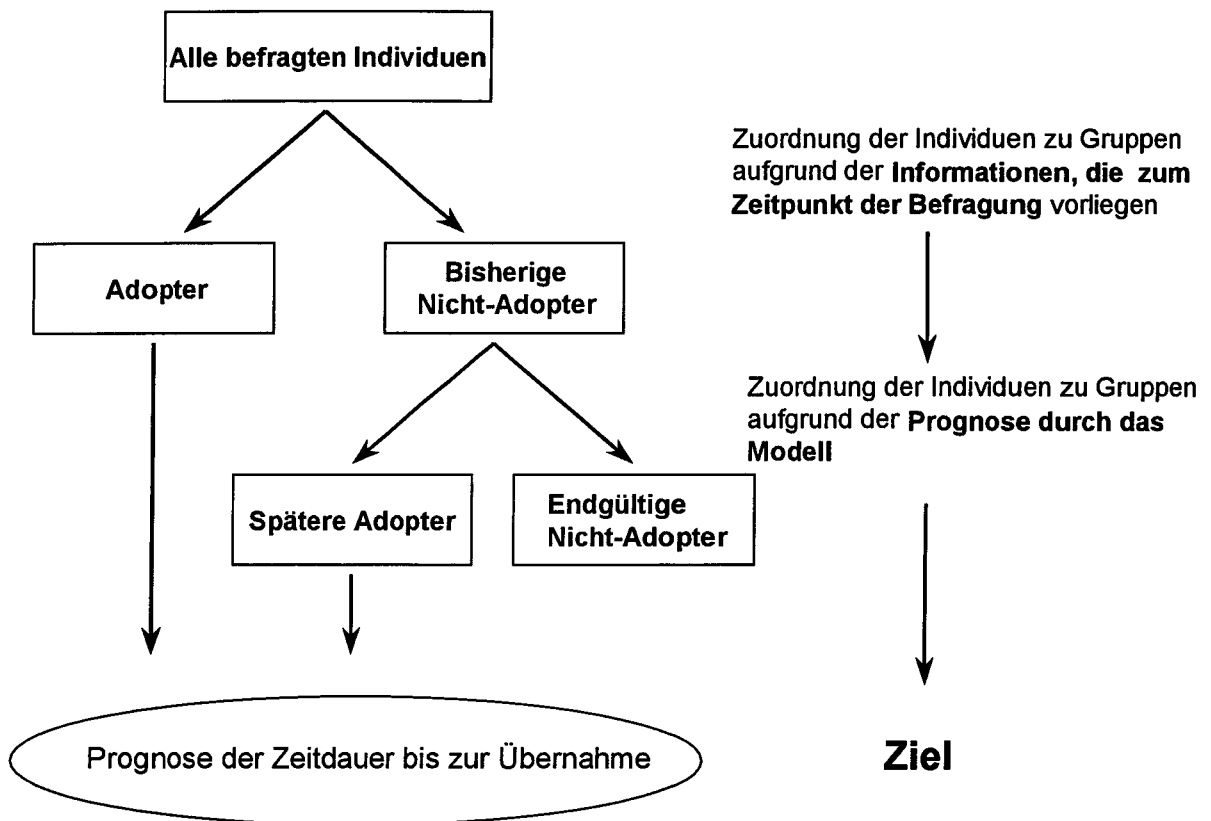 Alle befragten Individuen
Zuordnung der Individuen zu Gruppen
aufgrund der Informationen, die zum
Zeitpunkt der Befragung vorliegen
Adopter
Bisherige
Nicht-Adopter
Zuordnung der Individuen zu Gruppen
aufgrund der Prognose durch das
Modell
Spätere Adopter
Endgültige
Nicht-Adopter
Prognose der Zeitdauer bis zur Übernahme
Ziel